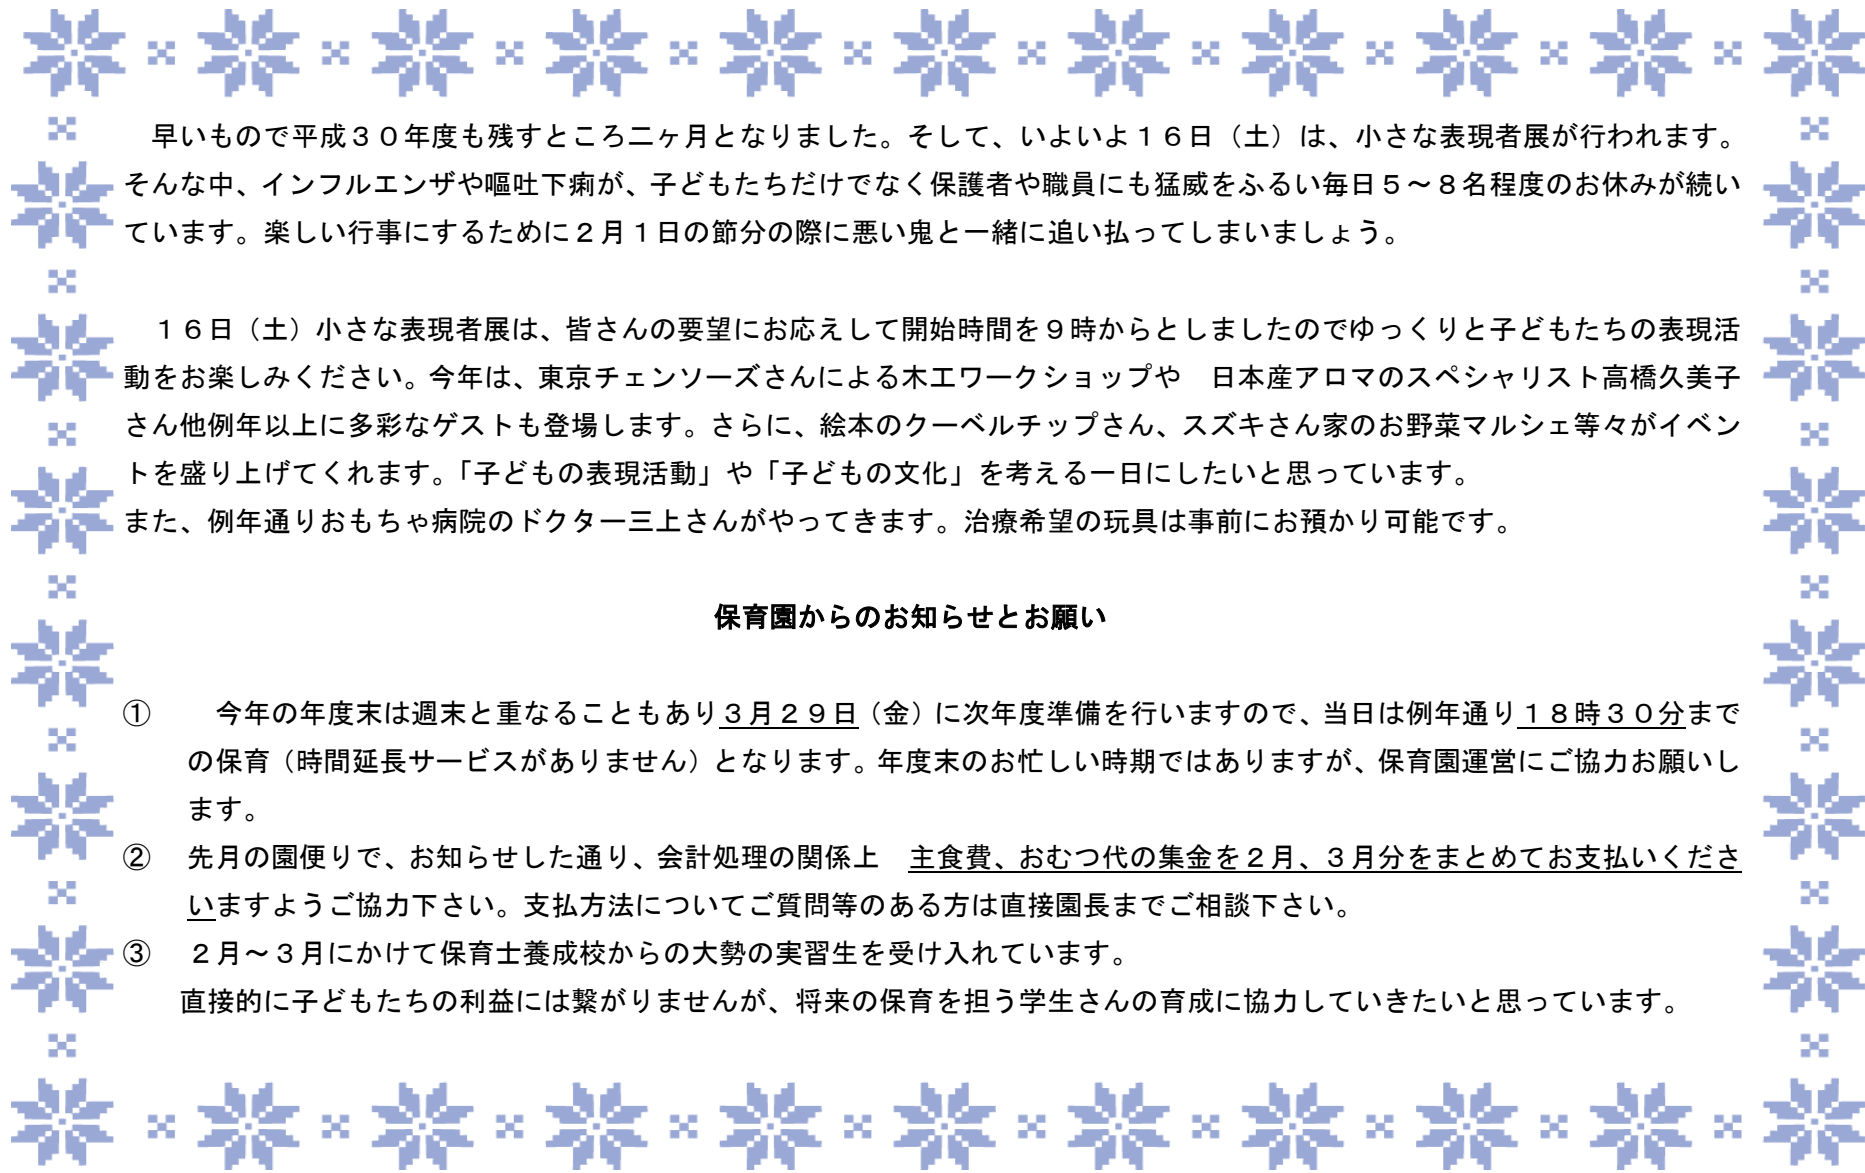 早いもので平成３０年度も残すところ二ヶ月となりました。そして、いよいよ１６日（土）は、小さな表現者展が行われます。
そんな中、インフルエンザや嘔吐下痢が、子どもたちだけでなく保護者や職員にも猛威をふるい毎日５～８名程度のお休みが続い
ています。楽しい行事にするために２月１日の節分の際に悪い鬼と一緒に追い払ってしまいましょう。
１６日（土）小さな表現者展は、皆さんの要望にお応えして開始時間を９時からとしましたのでゆっくりと子どもたちの表現活
動をお楽しみください。今年は、東京チェンソーズさんによる木工ワークショップや　日本産アロマのスペシャリスト高橋久美子
さん他例年以上に多彩なゲストも登場します。さらに、絵本のクーベルチップさん、スズキさん家のお野菜マルシェ等々がイベン
トを盛り上げてくれます。「子どもの表現活動」や「子どもの文化」を考える一日にしたいと思っています。
また、例年通りおもちゃ病院のドクター三上さんがやってきます。治療希望の玩具は事前にお預かり可能です。
保育園からのお知らせとお願い
①　今年の年度末は週末と重なることもあり３月２９日（金）に次年度準備を行いますので、当日は例年通り１８時３０分まで
の保育（時間延長サービスがありません）となります。年度末のお忙しい時期ではありますが、保育園運営にご協力お願いし
ます。
②　先月の園便りで、お知らせした通り、会計処理の関係上　主食費、おむつ代の集金を２月、３月分をまとめてお支払いくださ
いますようご協力下さい。支払方法についてご質問等のある方は直接園長までご相談下さい。
③　２月～３月にかけて保育士養成校からの大勢の実習生を受け入れています。
直接的に子どもたちの利益には繋がりませんが、将来の保育を担う学生さんの育成に協力していきたいと思っています。